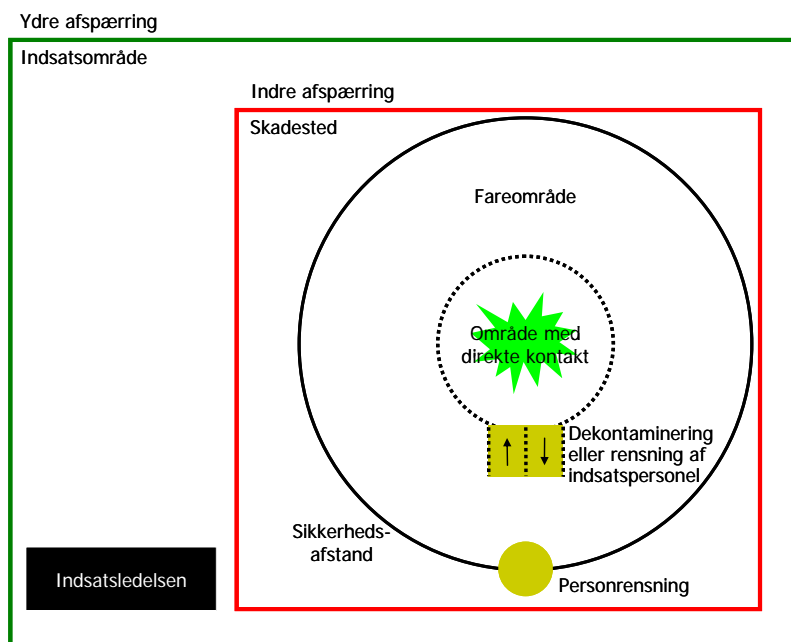 Ydre afspærring
Indsatsområde
Indre afspærring
Skadested
Fareområde
Område med
direkte kontakt
Dekontaminering
eller rensning af
indsatspersonel
Sikkerheds-
afstand
Indsatsledelsen
Personrensning